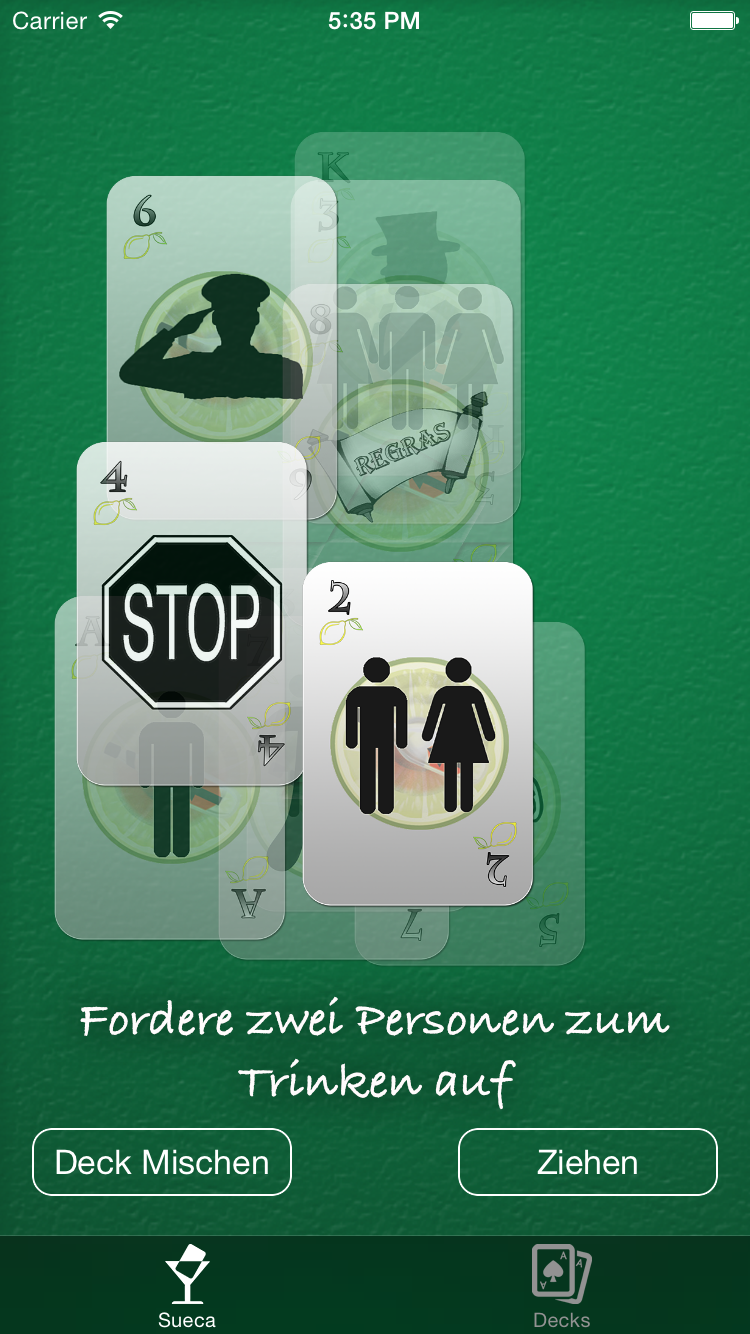 Carrier 5:35 PM
K
6
3
8
REGRAS
9
4
STOP
2
A
7
4
2
A
7
5
Fordere zwei Personen zum
Trinken auf
Deck Mischen Ziehen
Sueca Decks